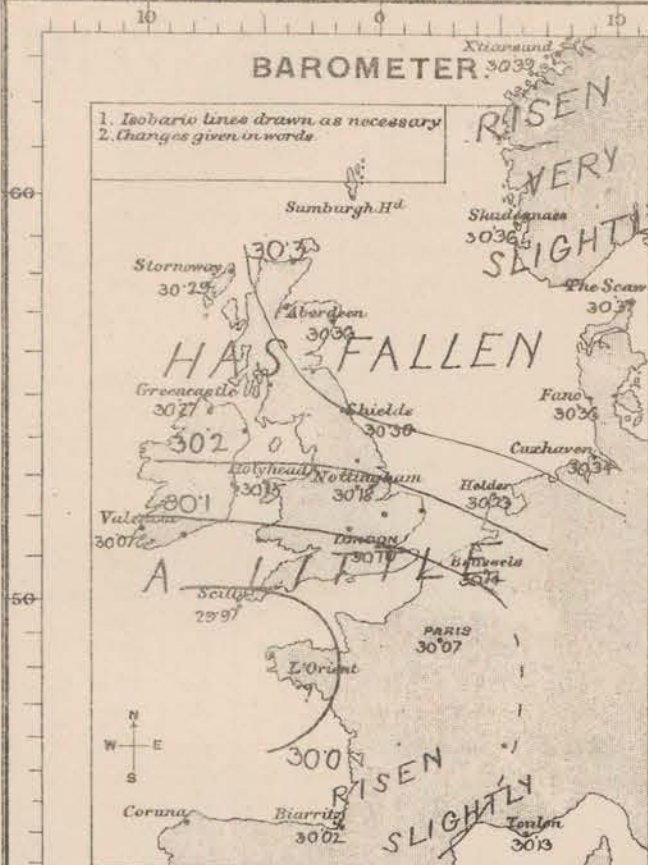 10 0 10
BAROMETER.
1. Isobaric lines drawn as necessary
2. Changes given in words.
Xtiansund
30·39
RISEN
VERY
SLIGHTLY
60
Sumburgh Hd
Skudesnaes
30·36
30·3
Stornoway
30·29
The Scaw
30·37
Aberdeen
30·33
HAS FALLEN
Greencastle
30·27
Shields
30·30
Fano
30·36
30·2
Cuxhaven
30·34
Holyhead
30·15
Nottingham
30·18
Helder
30·23
30·1
Valentia
30·07
LONDON
30·10
Brussels
30·14
A LITTLE
50
Scilly
29·97
PARIS
30·07
L'Orient
N
W E
S
30·0
RISEN
SLIGHTLY
Coruna
Biarritz
30·02
Toulon
30·13